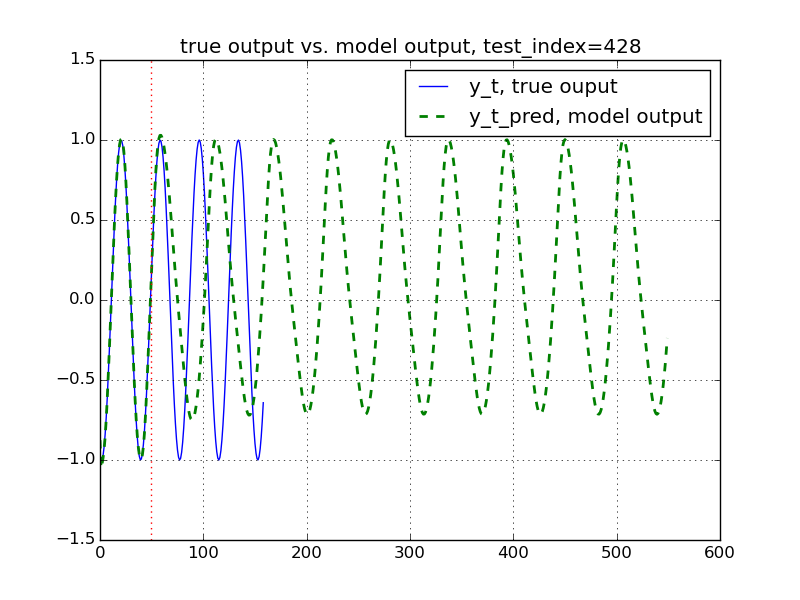 true output vs. model output, test_index=428
y_t, true ouput
y_t_pred, model output
1.5
1.0
0.5
0.0
−0.5
−1.0
−1.5
0 100 200 300 400 500 600